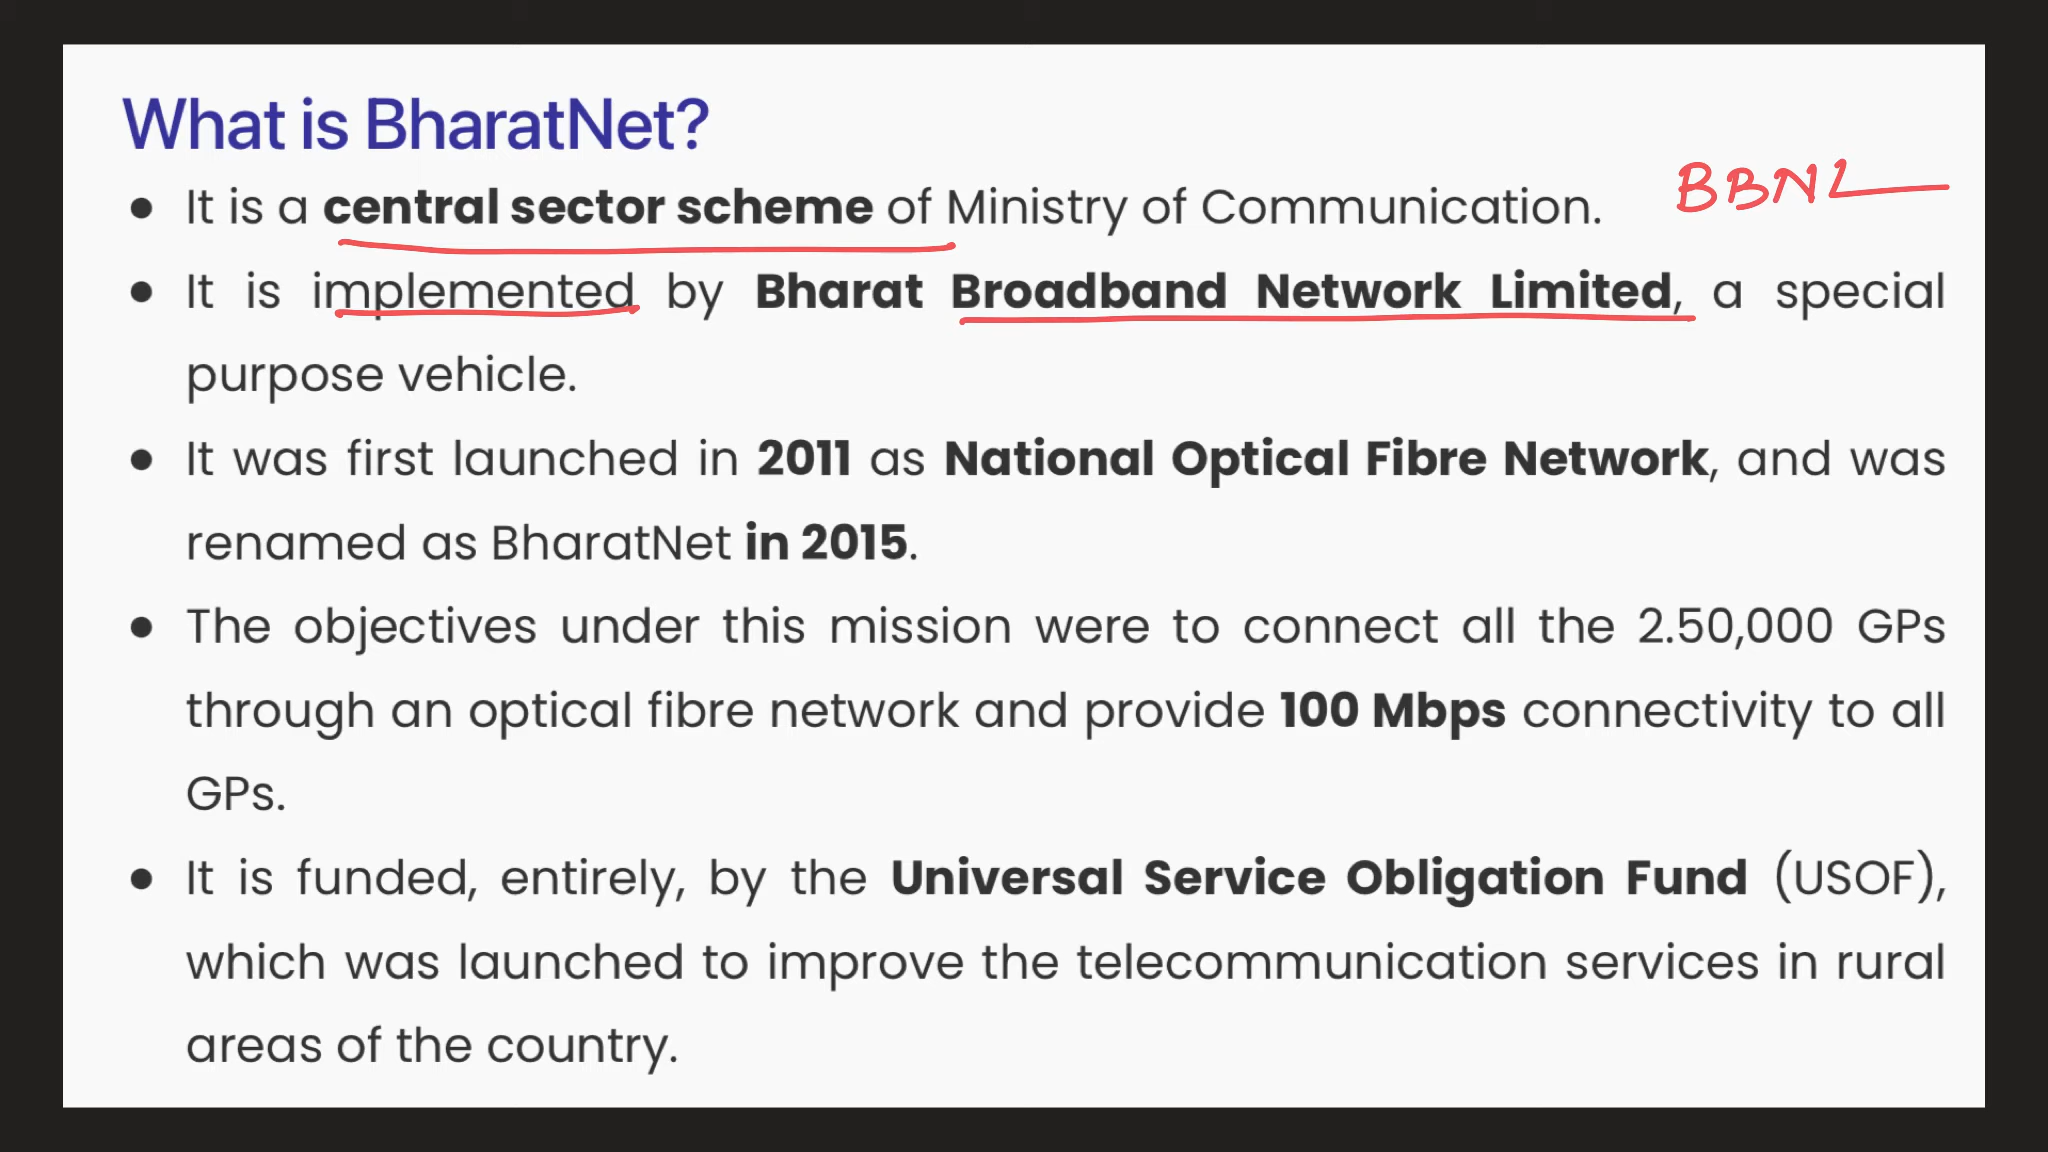 What is BharatNet?
• It is a central sector scheme of Ministry of Communication.
BBNL
• It is implemented by Bharat Broadband Network Limited, a special
purpose vehicle.
• It was first launched in 2011 as National Optical Fibre Network, and was
renamed as BharatNet in 2015.
• The objectives under this mission were to connect all the 2.50,000 GPs
through an optical fibre network and provide 100 Mbps connectivity to all
GPs.
• It is funded, entirely, by the Universal Service Obligation Fund (USOF),
which was launched to improve the telecommunication services in rural
areas of the country.